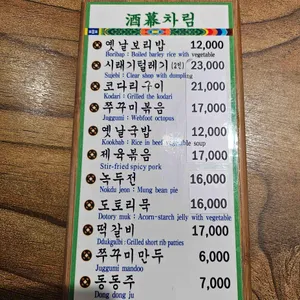 酒幕차림
옛날보리밥 12,000
Boribap : Boiled barley rice with vegetable
시래기털레기 (2인) 23,000
Sujebi : Clear shop with dumpling
코다리구이 21,000
Kodari : Grilled the kodari
쭈꾸미볶음 17,000
Juggumi : Webfoot octopus
옛날국밥 12,000
Kookbab : Rice in beef vegetable soup
제육볶음 17,000
Stir-fried spicy pork
녹두전 16,000
Nokdu jeon : Mung bean pie
도토리묵 16,000
Dotory muk : Acorn-starch jelly with vegetable
떡갈비 17,000
Ddukgalbi : Grilled short rib patties
쭈꾸미만두 6,000
Juggumi mandoo
동동주 7,000
Dong dong ju